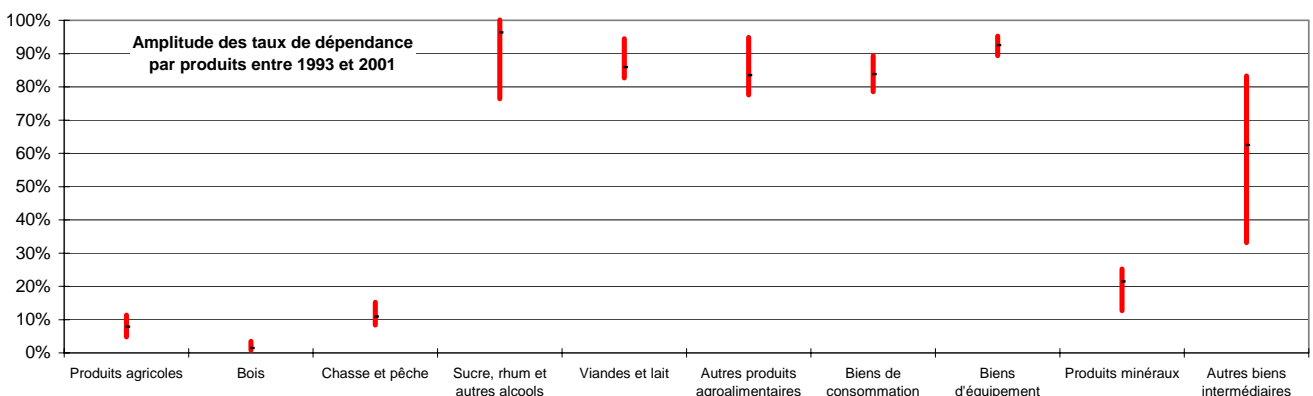 Amplitude des taux de dépendance
par produits entre 1993 et 2001
100%
90%
80%
70%
60%
50%
40%
30%
20%
10%
0%
Produits agricoles
Bois
Chasse et pêche
Sucre, rhum et
autres alcools
Viandes et lait
Autres produits
agroalimentaires
Biens de
consommation
Biens
d'équipement
Produits minéraux
Autres biens
intermédiaires